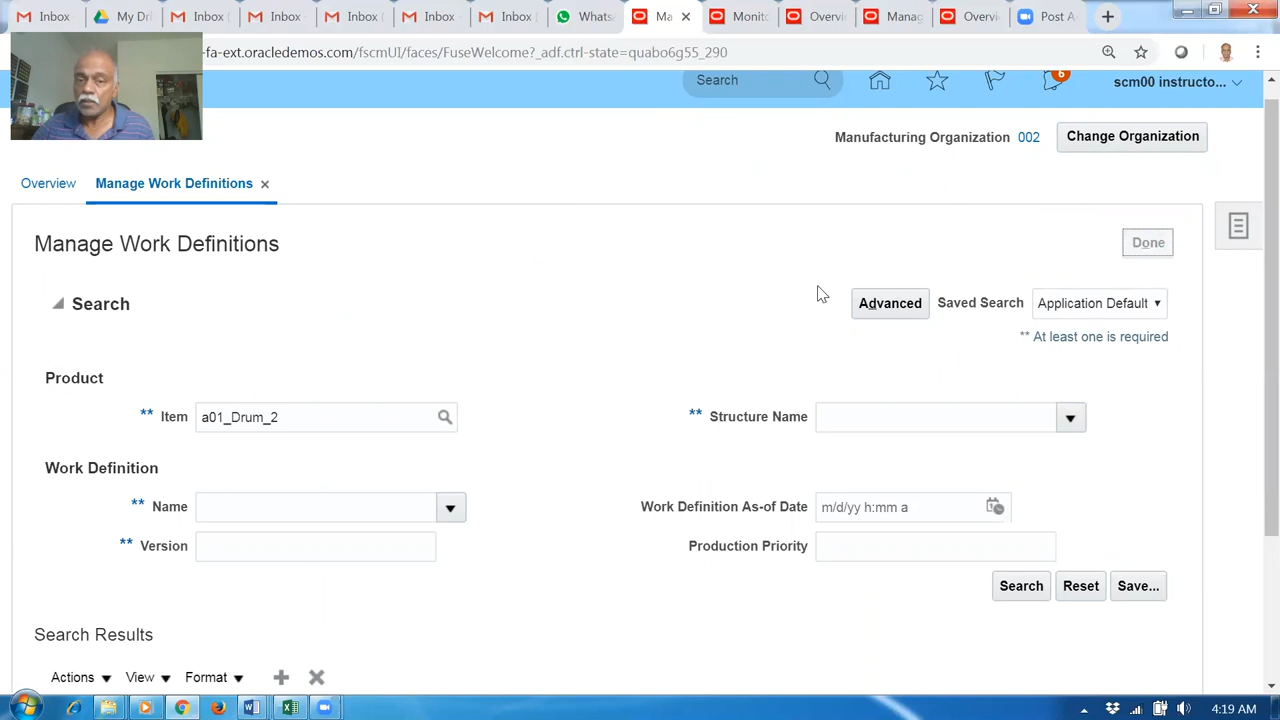 Inbox
My Dri
Inbox
Inbox
Inbox
Inbox
Whats
Ma
Monito
Overvi
Manag
Overvi
Post A
-fa-ext.oracledemos.com/fscmUI/faces/FuseWelcome?_adf.ctrl-state=quabo6g55_290
Search
6
scm00 instructo...
Manufacturing Organization 002 Change Organization
Overview Manage Work Definitions
Manage Work Definitions
Done
Search
Advanced Saved Search Application Default
** At least one is required
Product
** Item a01_Drum_2
** Structure Name
Work Definition
** Name
Work Definition As-of Date m/d/yy h:mm a
** Version
Production Priority
Search Reset Save...
Search Results
Actions View Format
4:19 AM